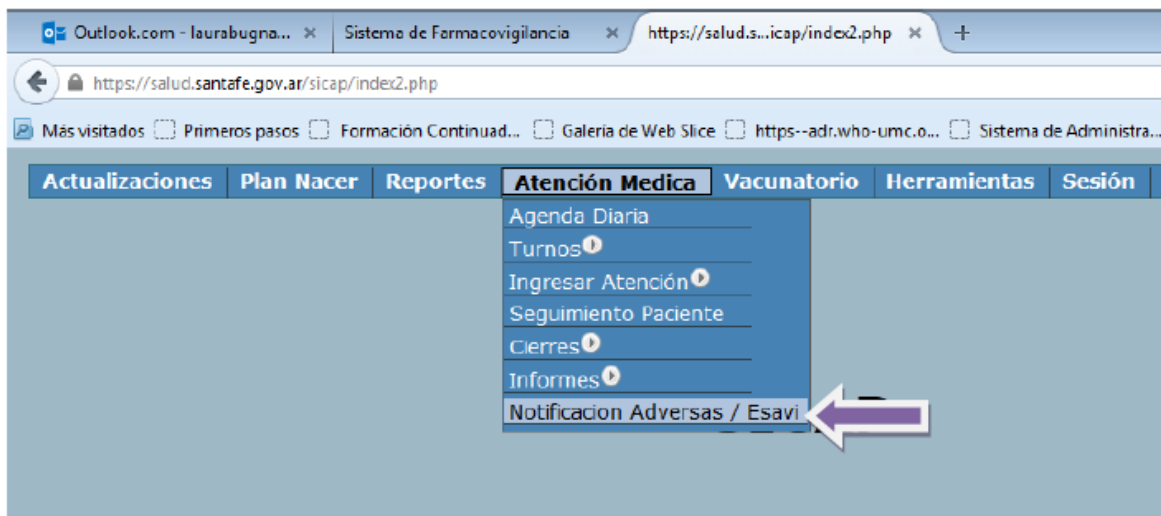 Outlook.com - laurabugna... × Sistema de Farmacovigilancia × https://salud.s...icap/index2.php × +
https://salud.santafe.gov.ar/sicap/index2.php
Más visitados Primeros pasos Formación Continuad... Galería de Web Slice https--adr.who-umc.o... Sistema de Administra...
Actualizaciones Plan Nacer Reportes Atención Medica Vacunatorio Herramientas Sesión
Agenda Diaria
Turnos
Ingresar Atención
Seguimiento Paciente
Cierres
Informes
Notificacion Adversas / Esavi